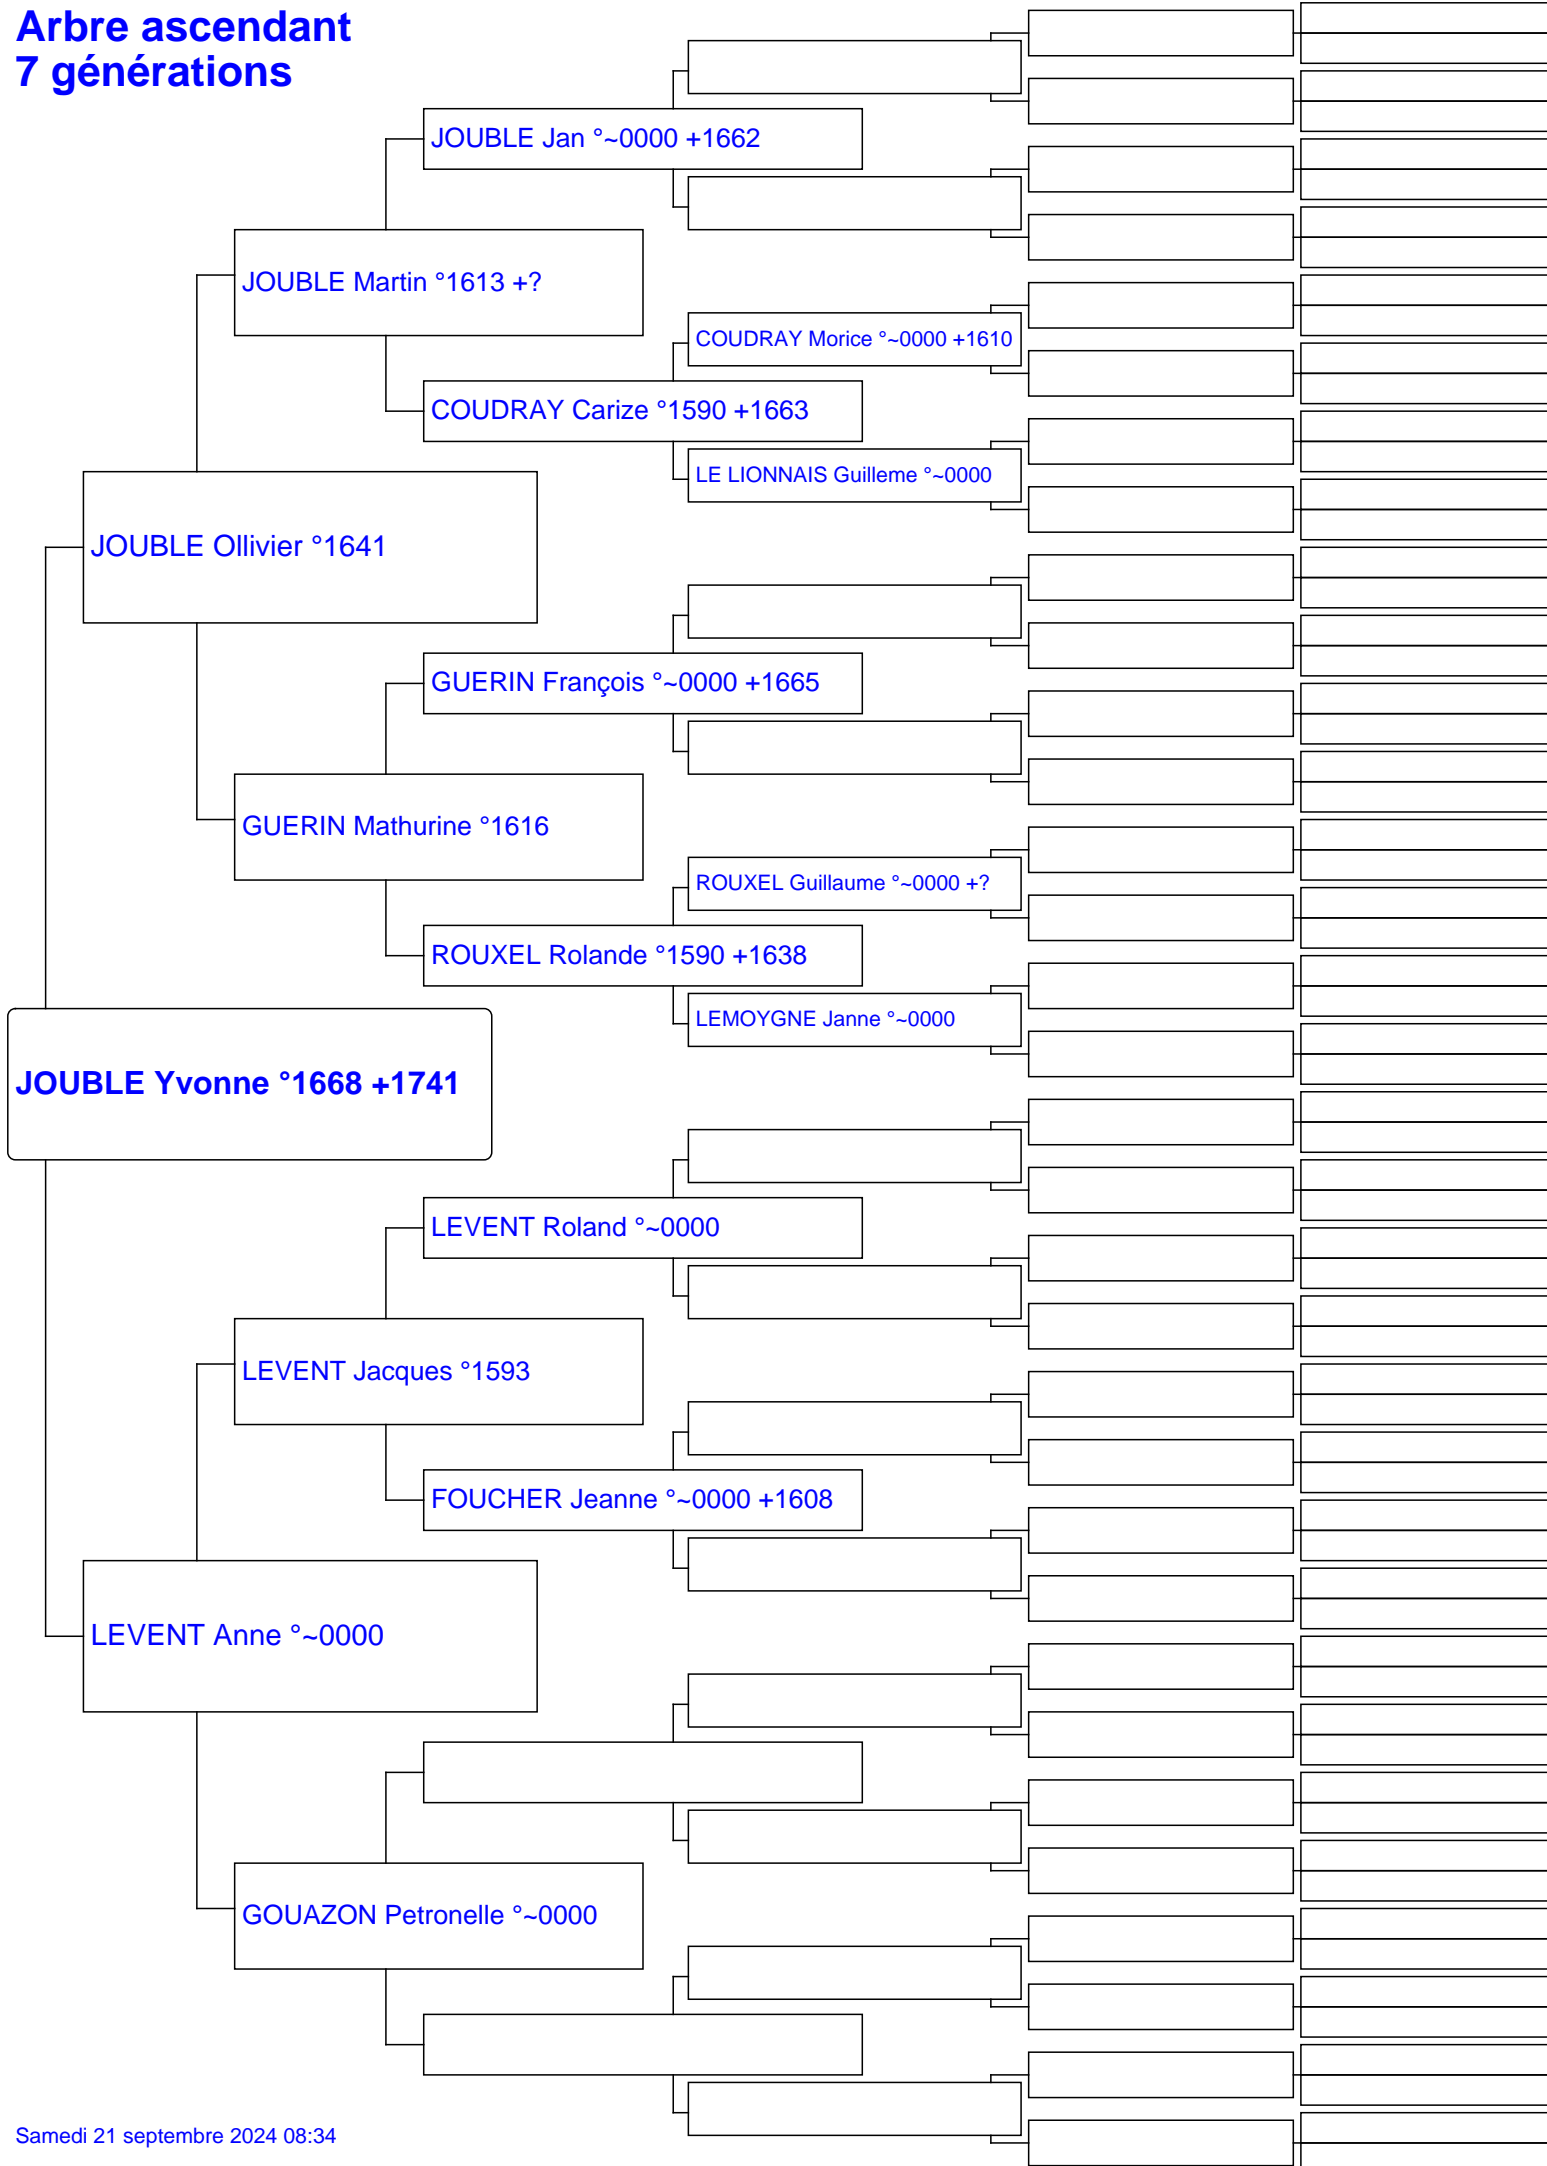 Arbre ascendant
7 générations
JOUBLE Jan °~0000 +1662
JOUBLE Martin °1613 +?
COUDRAY Morice °~0000 +1610
COUDRAY Carize °1590 +1663
LE LIONNAIS Guilleme °~0000
JOUBLE Ollivier °1641
GUERIN François °~0000 +1665
GUERIN Mathurine °1616
ROUXEL Guillaume °~0000 +?
ROUXEL Rolande °1590 +1638
LEMOYGNE Janne °~0000
JOUBLE Yvonne °1668 +1741
LEVENT Roland °~0000
LEVENT Jacques °1593
FOUCHER Jeanne °~0000 +1608
LEVENT Anne °~0000
GOUAZON Petronelle °~0000
Samedi 21 septembre 2024 08:34